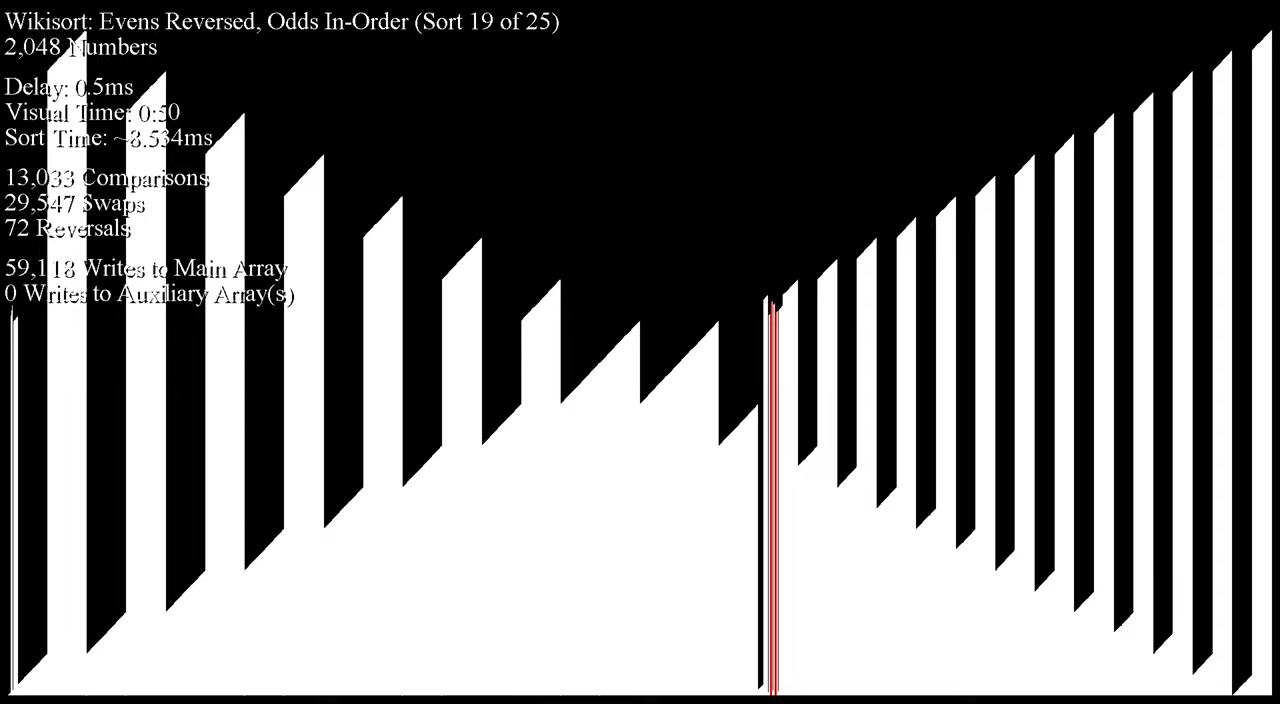 Wikisort: Evens Reversed, Odds In-Order (Sort 19 of 25)
2,048 Numbers
Delay: 0.5ms
Visual Time: 0:50
Sort Time: ~8.534ms
13,033 Comparisons
29,547 Swaps
72 Reversals
59,118 Writes to Main Array
0 Writes to Auxiliary Array(s)